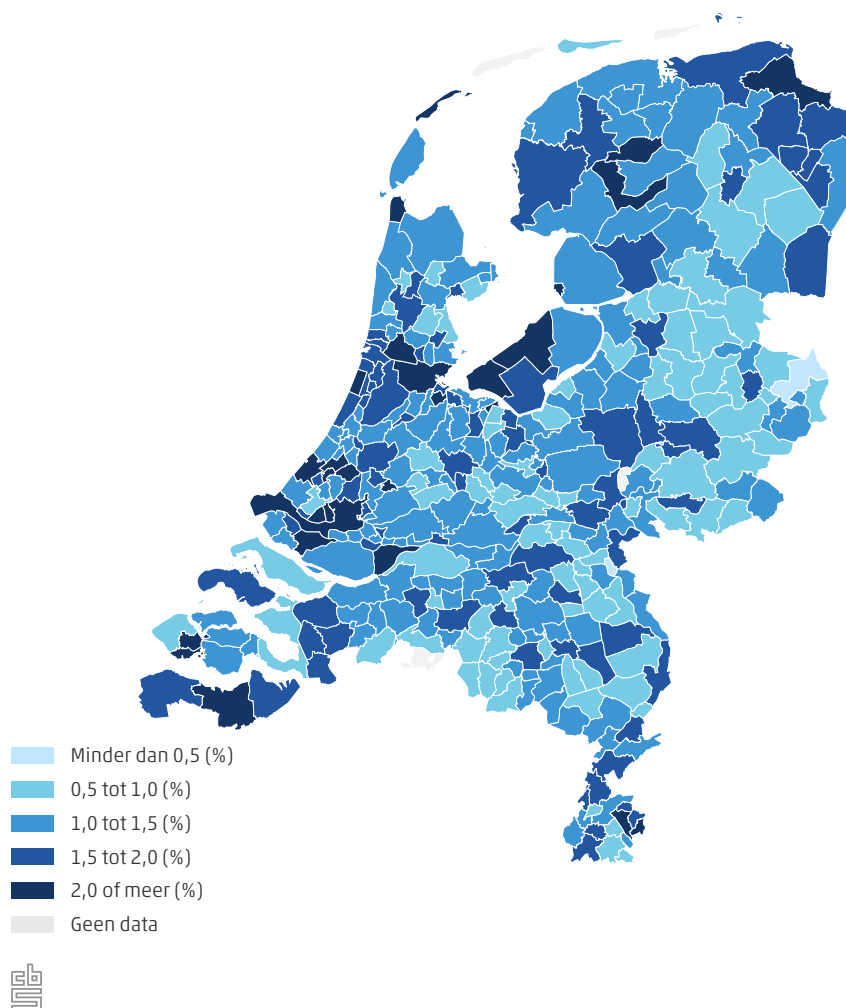 Minder dan 0,5 (%)
0,5 tot 1,0 (%)
1,0 tot 1,5 (%)
1,5 tot 2,0 (%)
2,0 of meer (%)
Geen data